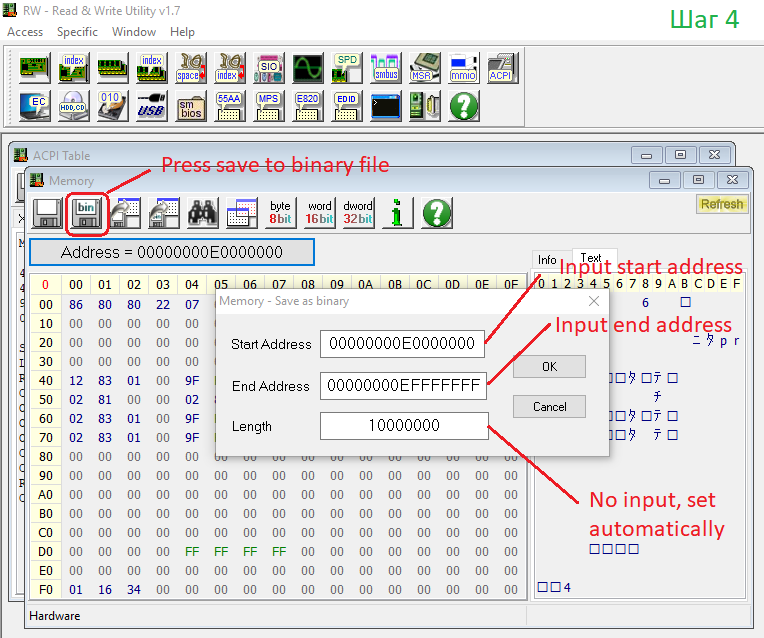 RW - Read & Write Utility v1.7
Шаг 4
Access Specific Window Help
index index space index SIO SPD smbus MSR mmio ACPI
EC HDD,CD 010 USB sm bios 55AA MPS E820 EDID
ACPI Table
Press save to binary file
Memory
bin byte 8bit word 16bit dword 32bit Refresh
Address = 00000000E0000000
Info Text
Input start address
0 00 01 02 03 04 05 06 07 08 09 0A 0B 0C 0D 0E 0F 0 1 2 3 4 5 6 7 8 9 A B C D E F
Memory - Save as binary
00 86 80 80 22 07 6
10 00 00 00 00 00
Input end address
20 00 00 00 00 00 ニタpr
Start Address 00000000E0000000
30 00 00 00 00 00
OK
40 12 83 01 00 9F
End Address 00000000EFFFFFFF
50 02 81 00 00 02 チ
Cancel
60 02 83 01 00 9F
Length 10000000
70 02 83 01 00 9F
80 00 00 00 00 00 00 00 00 00 00 00 00 00 00 00 00
90 00 00 00 00 00 00 00 00 00 00 00 00 00 00 00 00
A0 00 00 00 00 00 00 00 00 00 00 00 00 00 00 00 00
No input, set
B0 00 00 00 00 00 00 00 00 00 00 00 00 00 00 00 00
automatically
C0 00 00 00 00 00 00 00 00 00 00 00 00 00 00 00 00
D0 00 00 00 00 FF FF FF FF 00 00 00 00 00 00 00 00
E0 00 00 00 00 00 00 00 00 00 00 00 00 00 00 00 00
F0 01 16 34 00 00 00 00 00 00 00 00 00 00 00 00 00 4
Hardware